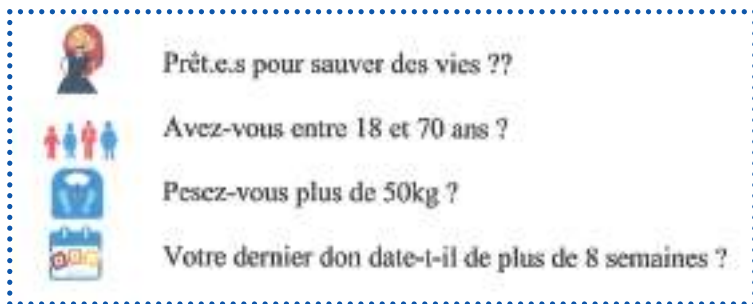 Prêt.e.s pour sauver des vies ??
Avez-vous entre 18 et 70 ans ?
Pesez-vous plus de 50kg ?
Votre dernier don date-t-il de plus de 8 semaines ?